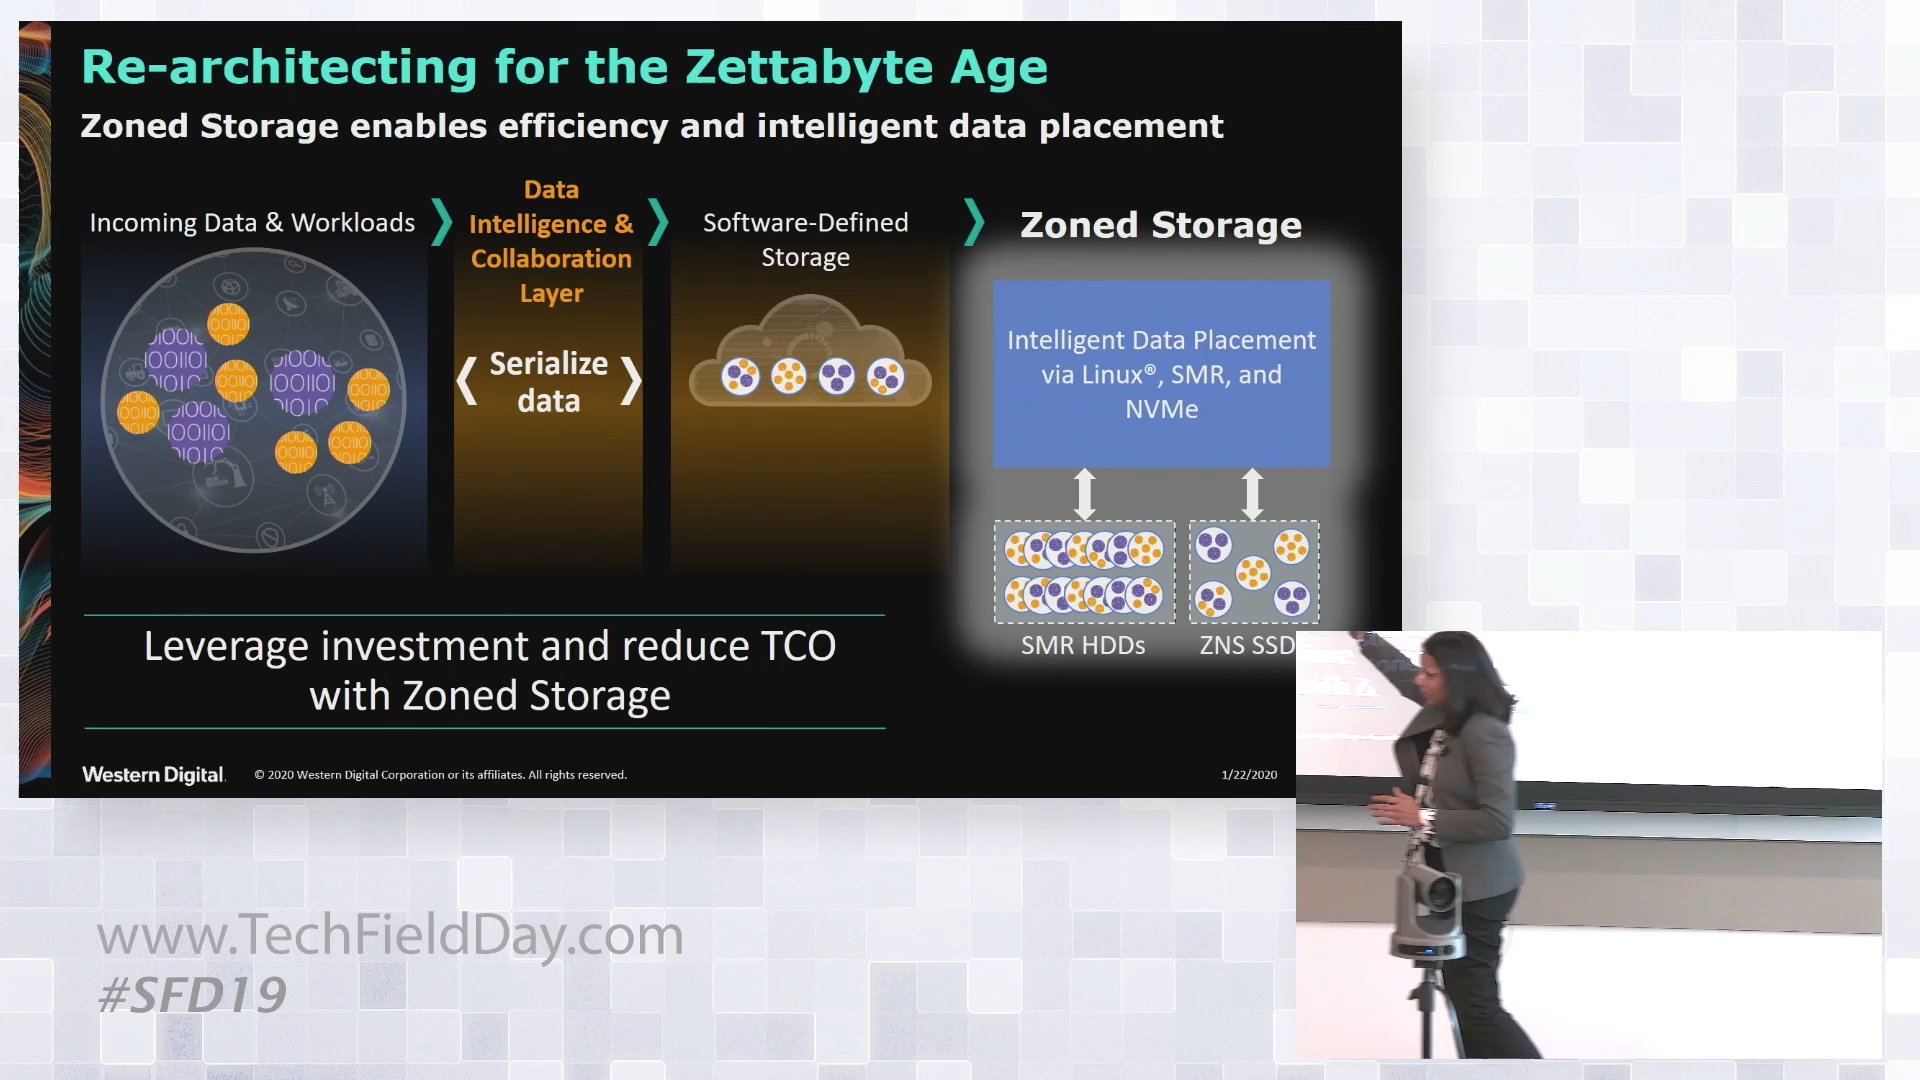 Re-architecting for the Zettabyte Age
Zoned Storage enables efficiency and intelligent data placement
Incoming Data & Workloads
Data
Intelligence &
Collaboration
Layer
Serialize
data
Software-Defined
Storage
Zoned Storage
Intelligent Data Placement
via Linux®, SMR, and
NVMe
SMR HDDs
ZNS SSD
Leverage investment and reduce TCO
with Zoned Storage
Western Digital.
© 2020 Western Digital Corporation or its affiliates. All rights reserved.
1/22/2020
www.TechFieldDay.com
#SFD19